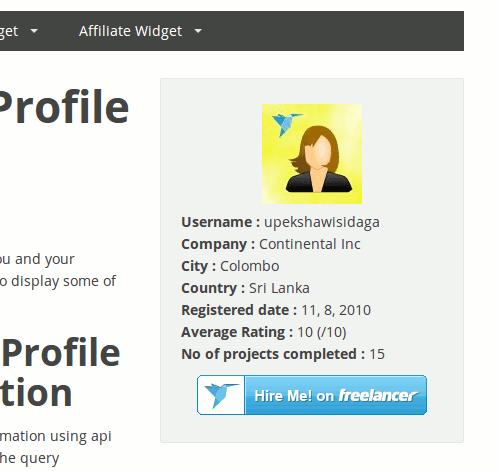 get Affiliate Widget
Profile
ou and your
o display some of
Profile
tion
mation using api
he query
Username : upekshawisidaga
Company : Continental Inc
City : Colombo
Country : Sri Lanka
Registered date : 11, 8, 2010
Average Rating : 10 (/10)
No of projects completed : 15
Hire Me! on freelancer